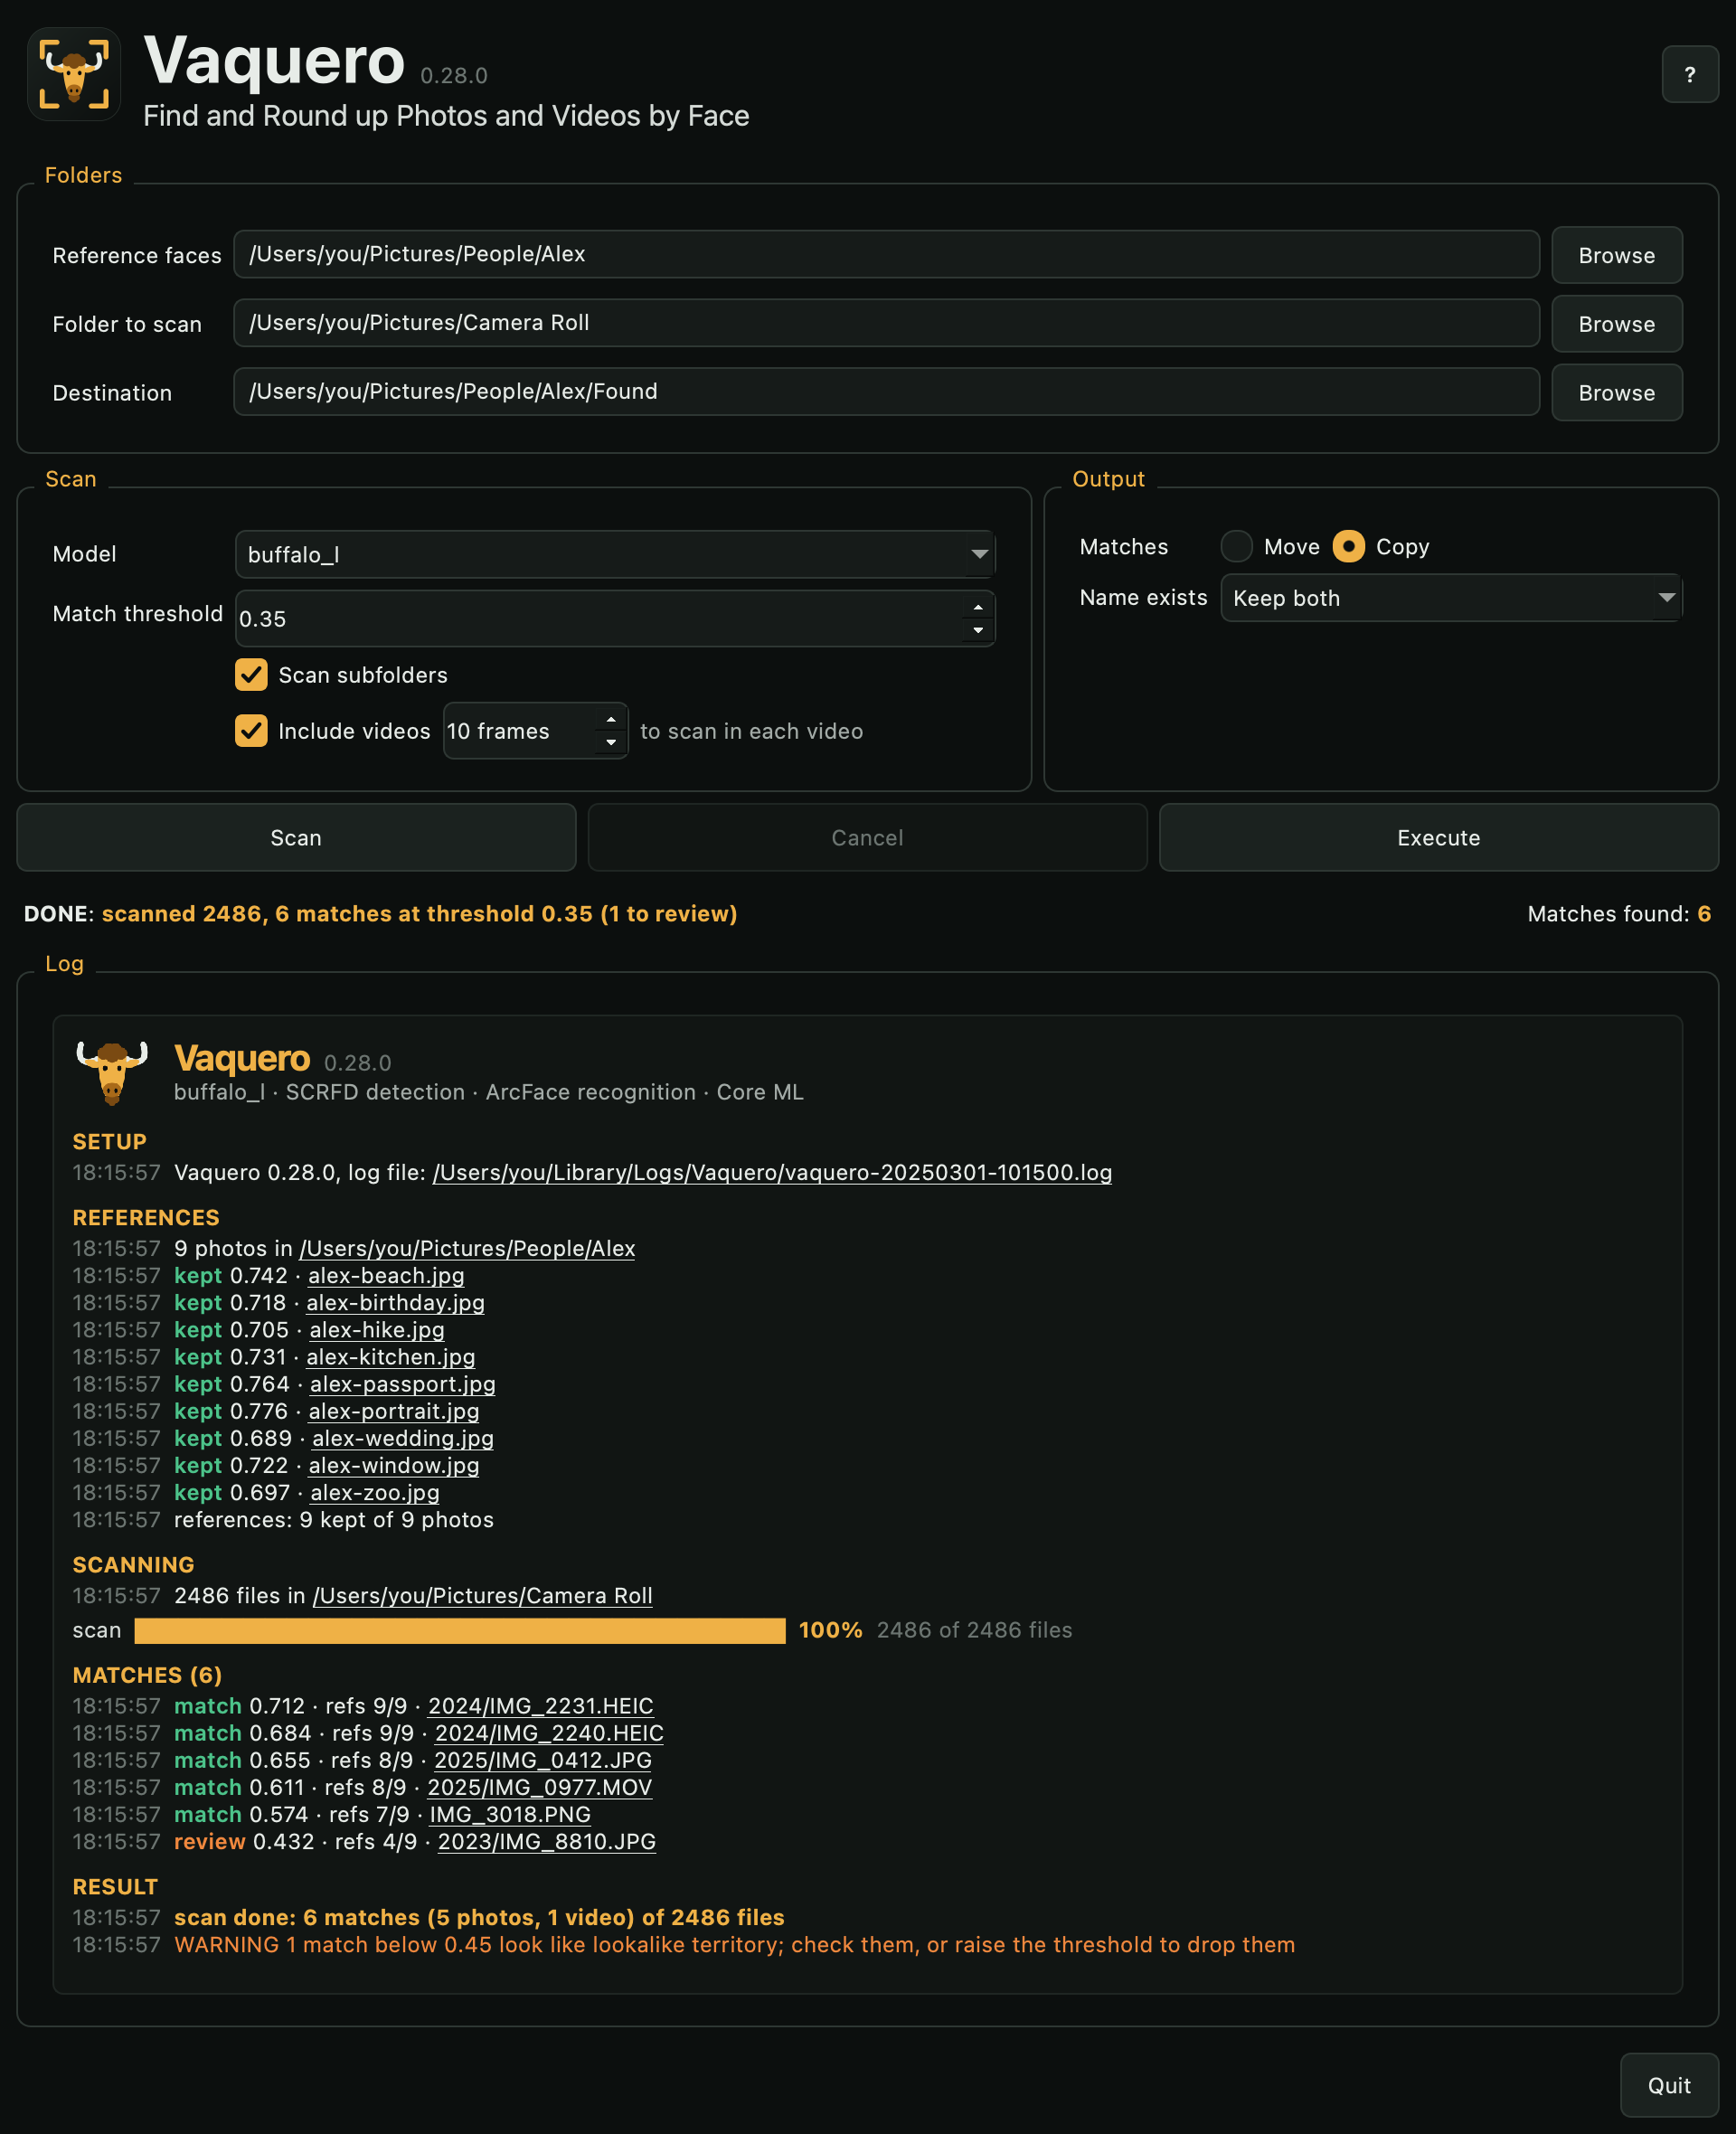 Vaquero 0.28.0
?
Find and Round up Photos and Videos by Face
Folders
Reference faces /Users/you/Pictures/People/Alex Browse
Folder to scan /Users/you/Pictures/Camera Roll Browse
Destination /Users/you/Pictures/People/Alex/Found Browse
Scan
Model buffalo_l
Match threshold 0.35
Scan subfolders
Include videos 10 frames to scan in each video
Output
Matches Move Copy
Name exists Keep both
Scan Cancel Execute
DONE: scanned 2486, 6 matches at threshold 0.35 (1 to review) Matches found: 6
Log
Vaquero 0.28.0
buffalo_l · SCRFD detection · ArcFace recognition · Core ML
SETUP
18:15:57 Vaquero 0.28.0, log file: /Users/you/Library/Logs/Vaquero/vaquero-20250301-101500.log
REFERENCES
18:15:57 9 photos in /Users/you/Pictures/People/Alex
18:15:57 kept 0.742 · alex-beach.jpg
18:15:57 kept 0.718 · alex-birthday.jpg
18:15:57 kept 0.705 · alex-hike.jpg
18:15:57 kept 0.731 · alex-kitchen.jpg
18:15:57 kept 0.764 · alex-passport.jpg
18:15:57 kept 0.776 · alex-portrait.jpg
18:15:57 kept 0.689 · alex-wedding.jpg
18:15:57 kept 0.722 · alex-window.jpg
18:15:57 kept 0.697 · alex-zoo.jpg
18:15:57 references: 9 kept of 9 photos
SCANNING
18:15:57 2486 files in /Users/you/Pictures/Camera Roll
scan 100% 2486 of 2486 files
MATCHES (6)
18:15:57 match 0.712 · refs 9/9 · 2024/IMG_2231.HEIC
18:15:57 match 0.684 · refs 9/9 · 2024/IMG_2240.HEIC
18:15:57 match 0.655 · refs 8/9 · 2025/IMG_0412.JPG
18:15:57 match 0.611 · refs 8/9 · 2025/IMG_0977.MOV
18:15:57 match 0.574 · refs 7/9 · IMG_3018.PNG
18:15:57 review 0.432 · refs 4/9 · 2023/IMG_8810.JPG
RESULT
18:15:57 scan done: 6 matches (5 photos, 1 video) of 2486 files
18:15:57 WARNING 1 match below 0.45 look like lookalike territory; check them, or raise the threshold to drop them
Quit